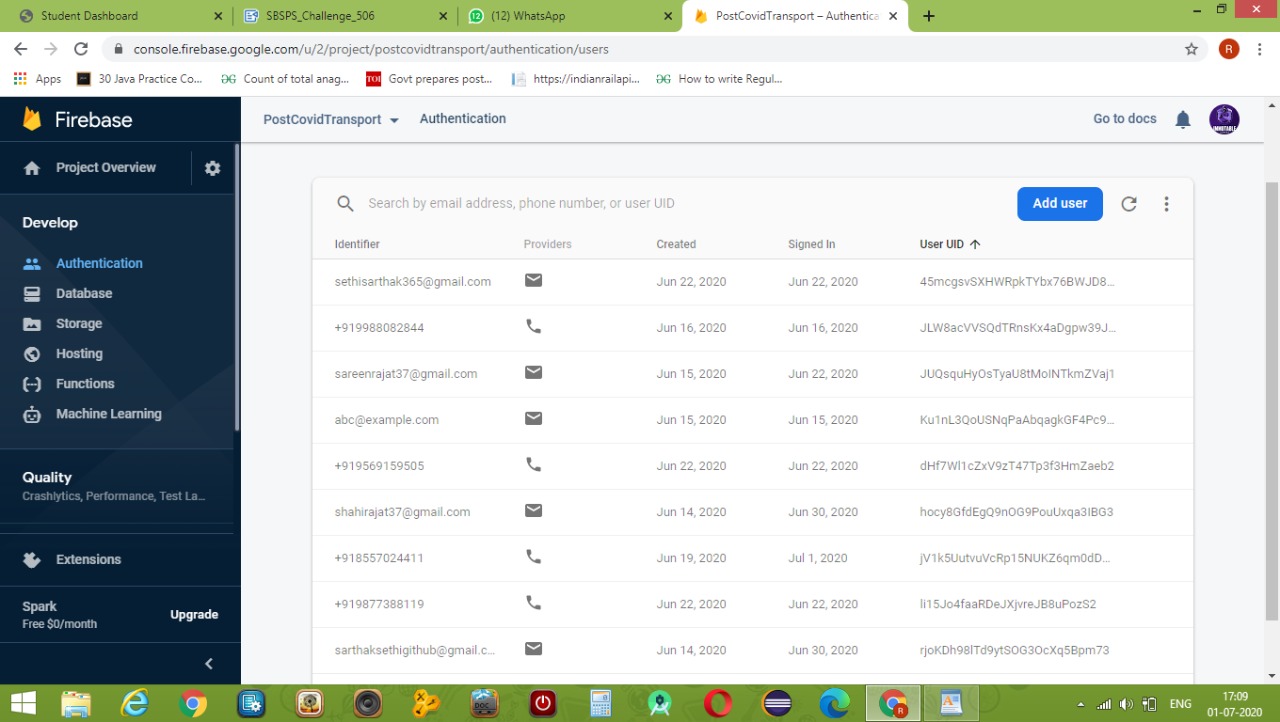 Student Dashboard
SBSPS_Challenge_506
(12) WhatsApp
PostCovidTransport – Authentica
console.firebase.google.com/u/2/project/postcovidtransport/authentication/users
R
Apps
30 Java Practice Co...
Count of total anag...
TOI
Govt prepares post...
https://indianrailapi...
How to write Regul...
Firebase
PostCovidTransport
Authentication
Go to docs
Project Overview
Search by email address, phone number, or user UID
Add user
Develop
Identifier Providers Created Signed In User UID
Authentication
Database
Storage
Hosting
Functions
Machine Learning
sethisarthak365@gmail.com Jun 22, 2020 Jun 22, 2020 45mcgsvSXHWRpkTYbx76BWJD8...
+919988082844 Jun 16, 2020 Jun 16, 2020 JLW8acVVSQdTRnsKx4aDgpw39J...
sareenrajat37@gmail.com Jun 15, 2020 Jun 22, 2020 JUQsquHyOsTyaU8tMoINTkmZVaj1
abc@example.com Jun 15, 2020 Jun 15, 2020 Ku1nL3QoUSNqPaAbqagkGF4Pc9...
+919569159505 Jun 22, 2020 Jun 22, 2020 dHf7Wl1cZxV9zT47Tp3f3HmZaeb2
shahirajat37@gmail.com Jun 14, 2020 Jun 30, 2020 hocy8GfdEgQ9nOG9PouUxqa3IBG3
+918557024411 Jun 19, 2020 Jul 1, 2020 jV1k5UutvuVcRp15NUKZ6qm0dD...
+919877388119 Jun 22, 2020 Jun 22, 2020 li15Jo4faaRDeJXjvreJB8uPozS2
sarthaksethigithub@gmail.c... Jun 14, 2020 Jun 30, 2020 rjoKDh98lTd9ytSOG3OcXq5Bpm73
Quality
Crashlytics, Performance, Test La...
Extensions
Spark
Free $0/month
Upgrade
DOC
R
ENG
17:09
01-07-2020